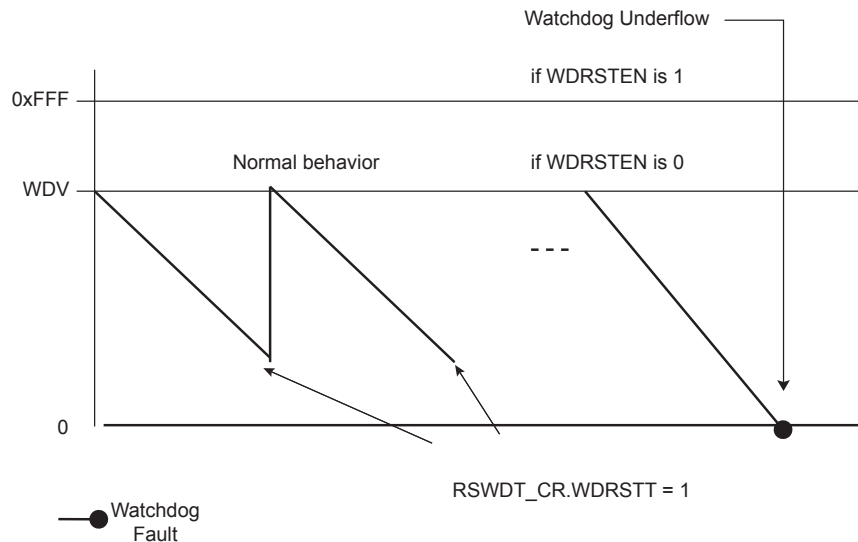 Watchdog Underflow
if WDRSTEN is 1
0xFFF
Normal behavior
if WDRSTEN is 0
WDV
0
RSWDT_CR.WDRSTT = 1
Watchdog
Fault